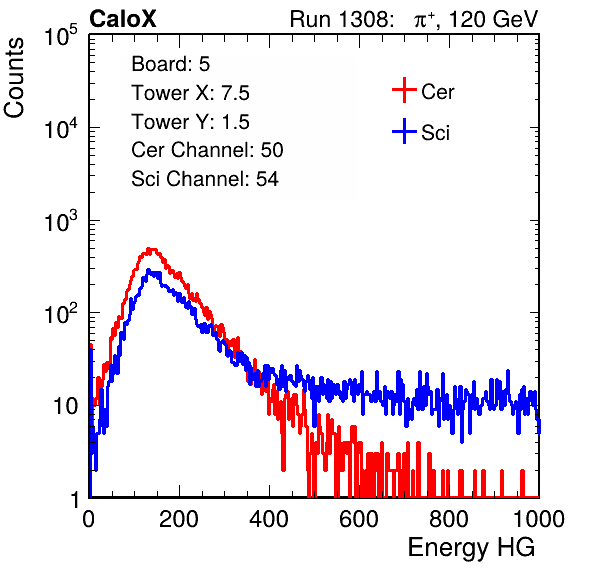 CaloX Run 1308: π⁺, 120 GeV
Counts
Board: 5
Tower X: 7.5
Tower Y: 1.5
Cer Channel: 50
Sci Channel: 54
Cer
Sci
10⁵
10⁴
10³
10²
10
1
0 200 400 600 800 1000
Energy HG